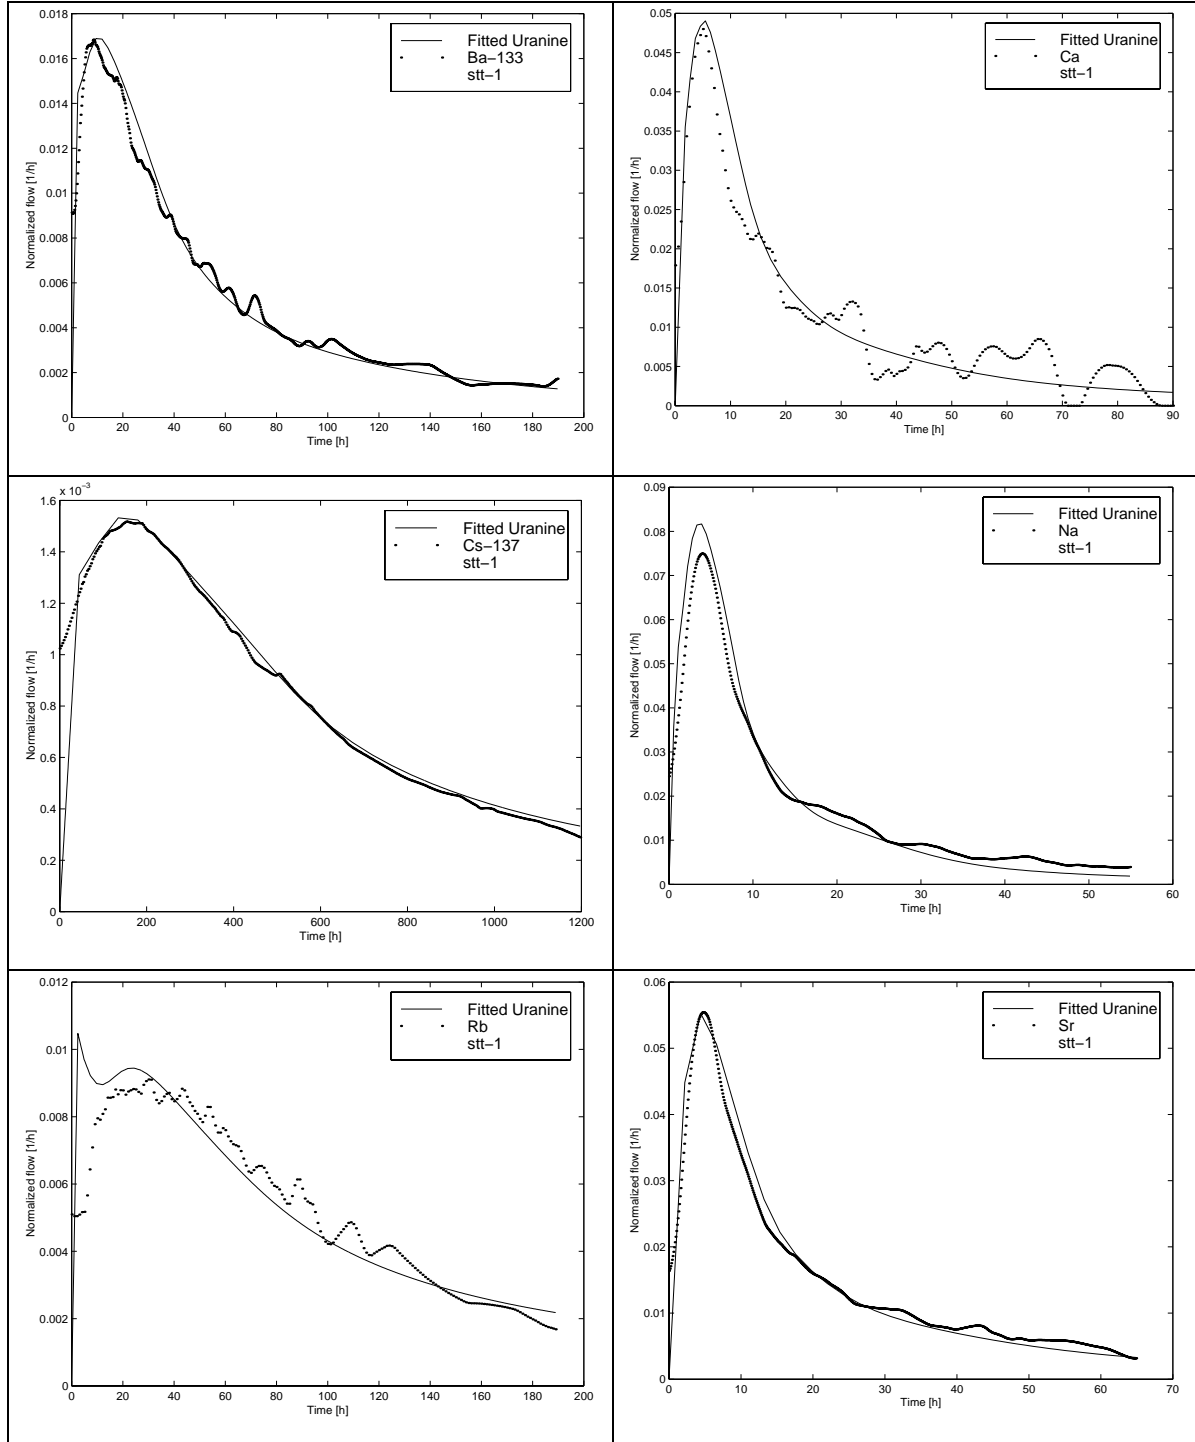 0.018
0.016
0.014
0.012
0.01
0.008
0.006
0.004
0.002
0
Normalized flow [1/h]
Fitted Uranine
Ba−133
stt−1
0 20 40 60 80 100 120 140 160 180 200
Time [h]
0.05
0.045
0.04
0.035
0.03
0.025
0.02
0.015
0.01
0.005
0
Normalized flow [1/h]
Fitted Uranine
Ca
stt−1
0 10 20 30 40 50 60 70 80 90
Time [h]
x 10−3
1.6
1.4
1.2
1
0.8
0.6
0.4
0.2
0
Normalized flow [1/h]
Fitted Uranine
Cs−137
stt−1
0 200 400 600 800 1000 1200
Time [h]
0.09
0.08
0.07
0.06
0.05
0.04
0.03
0.02
0.01
0
Normalized flow [1/h]
Fitted Uranine
Na
stt−1
0 10 20 30 40 50 60
Time [h]
0.012
0.01
0.008
0.006
0.004
0.002
0
Normalized flow [1/h]
Fitted Uranine
Rb
stt−1
0 20 40 60 80 100 120 140 160 180 200
Time [h]
0.06
0.05
0.04
0.03
0.02
0.01
0
Normalized flow [1/h]
Fitted Uranine
Sr
stt−1
0 10 20 30 40 50 60 70
Time [h]